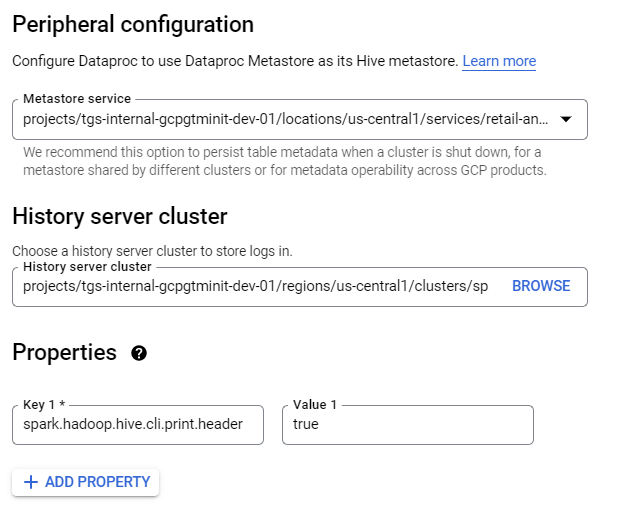 Peripheral configuration
Configure Dataproc to use Dataproc Metastore as its Hive metastore. Learn more
Metastore service
projects/tgs-internal-gcpgtminit-dev-01/locations/us-central1/services/retail-an...
We recommend this option to persist table metadata when a cluster is shut down, for a
metastore shared by different clusters or for metadata operability across GCP products.
History server cluster
Choose a history server cluster to store logs in.
History server cluster
projects/tgs-internal-gcpgtminit-dev-01/regions/us-central1/clusters/sp BROWSE
Properties ?
Key 1 * Value 1
spark.hadoop.hive.cli.print.header true
+ ADD PROPERTY